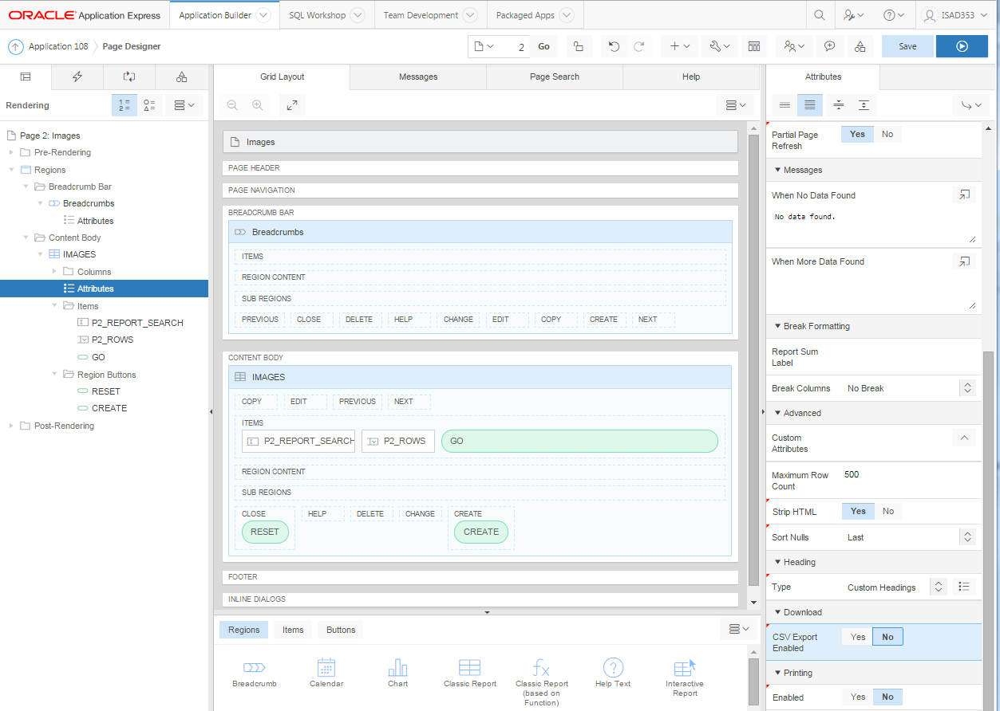 ORACLE Application Express
Application Builder
SQL Workshop
Team Development
Packaged Apps
ISAD353
Application 108
Page Designer
2
Go
Save
Rendering
Page 2: Images
Pre-Rendering
Regions
Breadcrumb Bar
Breadcrumbs
Attributes
Content Body
IMAGES
Columns
Attributes
Items
P2_REPORT_SEARCH
P2_ROWS
GO
Region Buttons
RESET
CREATE
Post-Rendering
Grid Layout
Messages
Page Search
Help
Images
PAGE HEADER
PAGE NAVIGATION
BREADCRUMB BAR
Breadcrumbs
ITEMS
REGION CONTENT
SUB REGIONS
PREVIOUS CLOSE DELETE HELP CHANGE EDIT COPY CREATE NEXT
CONTENT BODY
IMAGES
COPY EDIT PREVIOUS NEXT
ITEMS
P2_REPORT_SEARCH P2_ROWS GO
REGION CONTENT
SUB REGIONS
CLOSE HELP DELETE CHANGE CREATE
RESET CREATE
FOOTER
INLINE DIALOGS
Regions Items Buttons
Breadcrumb
Calendar
Chart
Classic Report
Classic Report
(based on
Function)
Help Text
Interactive
Report
Attributes
Partial Page
Refresh
Yes No
Messages
When No Data Found
No data found.
When More Data Found
Break Formatting
Report Sum
Label
Break Columns No Break
Advanced
Custom
Attributes
Maximum Row
Count
500
Strip HTML Yes No
Sort Nulls Last
Heading
Type Custom Headings
Download
CSV Export
Enabled
Yes No
Printing
Enabled Yes No